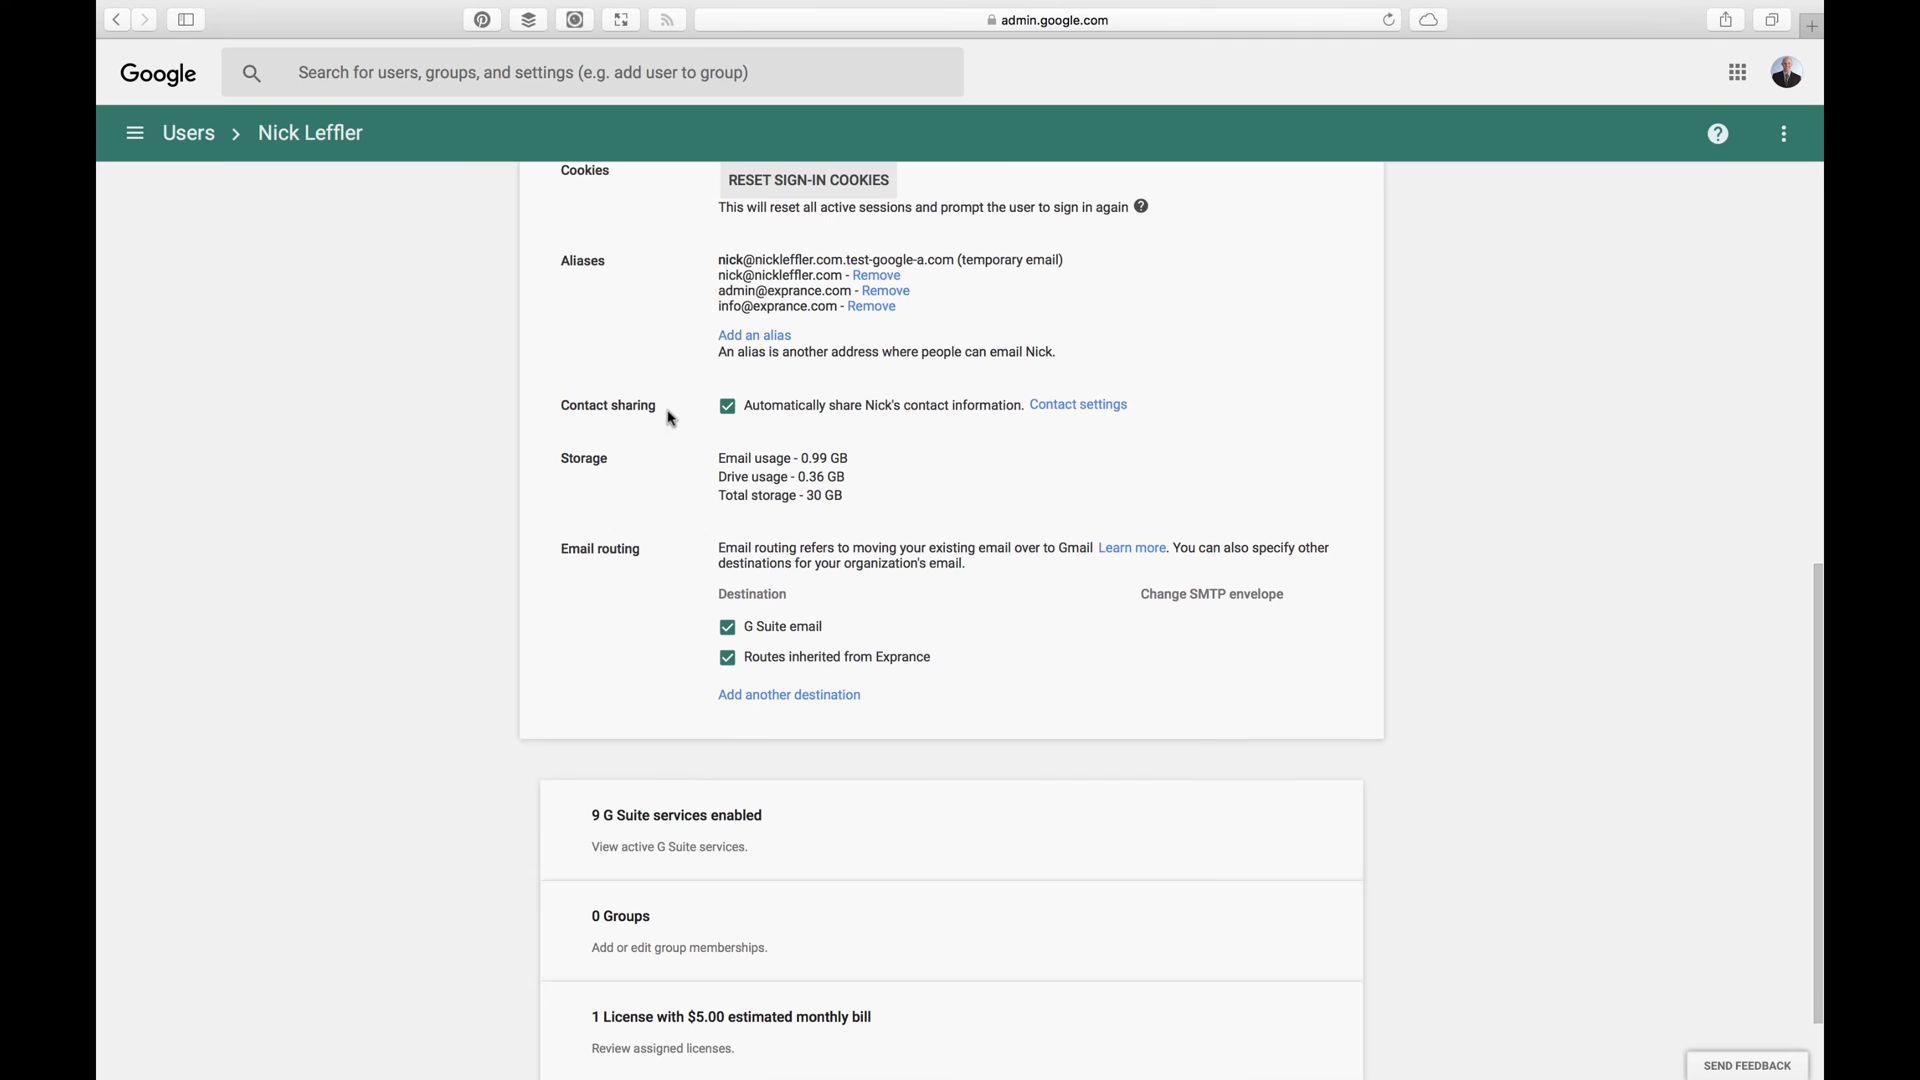 admin.google.com
Google
Search for users, groups, and settings (e.g. add user to group)
Users > Nick Leffler
Cookies
RESET SIGN-IN COOKIES
This will reset all active sessions and prompt the user to sign in again
Aliases
nick@nickleffler.com.test-google-a.com (temporary email)
nick@nickleffler.com - Remove
admin@exprance.com - Remove
info@exprance.com - Remove
Add an alias
An alias is another address where people can email Nick.
Contact sharing
Automatically share Nick's contact information. Contact settings
Storage
Email usage - 0.99 GB
Drive usage - 0.36 GB
Total storage - 30 GB
Email routing
Email routing refers to moving your existing email over to Gmail Learn more. You can also specify other
destinations for your organization's email.
Destination
Change SMTP envelope
G Suite email
Routes inherited from Exprance
Add another destination
9 G Suite services enabled
View active G Suite services.
0 Groups
Add or edit group memberships.
1 License with $5.00 estimated monthly bill
Review assigned licenses.
SEND FEEDBACK